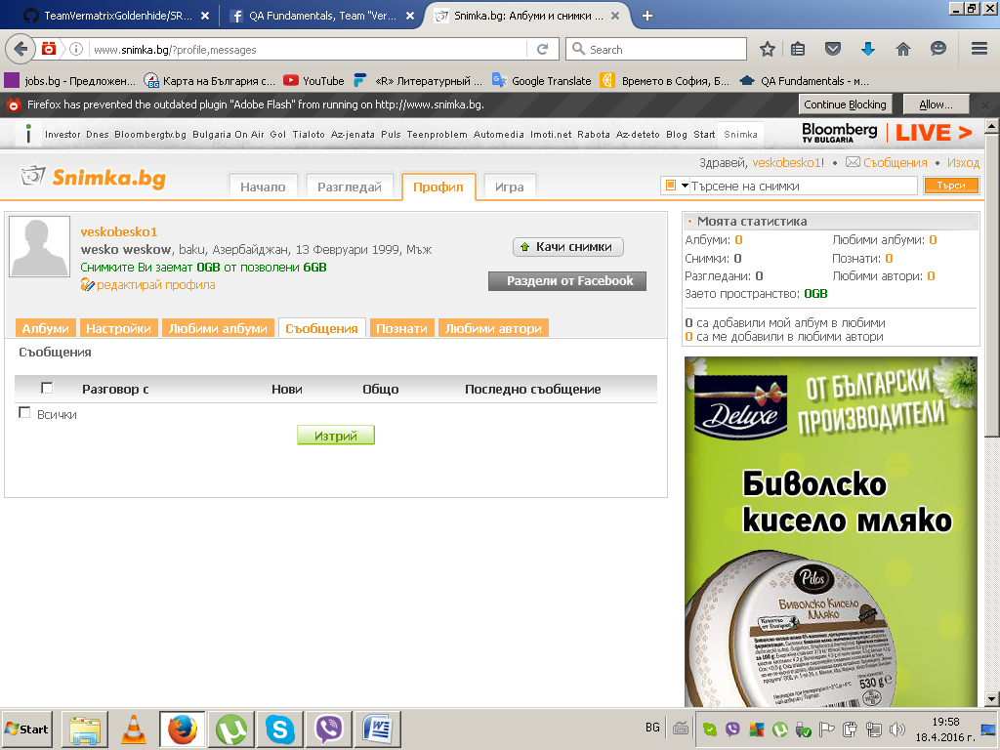 TeamVermatrixGoldenhide/SR...
QA Fundamentals, Team "Ver...
Snimka.bg: Албуми и снимки ...
www.snimka.bg/?profile,messages
Search
jobs.bg - Предложен...
Карта на България с...
YouTube
«R» Литературный ...
Google Translate
Времето в София, Б...
QA Fundamentals - м...
Firefox has prevented the outdated plugin "Adobe Flash" from running on http://www.snimka.bg.
Continue Blocking
Allow...
i Investor Dnes Bloombergtv.bg Bulgaria On Air Gol Tialoto Az-jenata Puls Teenproblem Automedia Imoti.net Rabota Az-deteto Blog Start Snimka
Bloomberg
TV BULGARIA
LIVE >
Здравей, veskobesko1! • Съобщения • Изход
Snimka.bg
Начало
Разгледай
Профил
Игра
Търсене на снимки
Търси
veskobesko1
wesko weskow, baku, Азербайджан, 13 Февруари 1999, Мъж
Снимките Ви заемат 0GB от позволени 6GB
редактирай профила
Качи снимки
Раздели от Facebook
Албуми
Настройки
Любими албуми
Съобщения
Познати
Любими автори
Съобщения
Разговор с
Нови
Общо
Последно съобщение
Всички
Изтрий
Моята статистика
Албуми: 0
Любими албуми: 0
Снимки: 0
Познати: 0
Разгледани: 0
Любими автори: 0
Заето пространство: 0GB
0 са добавили мой албум в любими
0 са ме добавили в любими автори
Deluxe
ОТ БЪЛГАРСКИ
ПРОИЗВОДИТЕЛИ
Биволско
кисело мляко
Pilos
Биволско Кисело
Мляко
530 g e
Start
BG
19:58
18.4.2016 г.